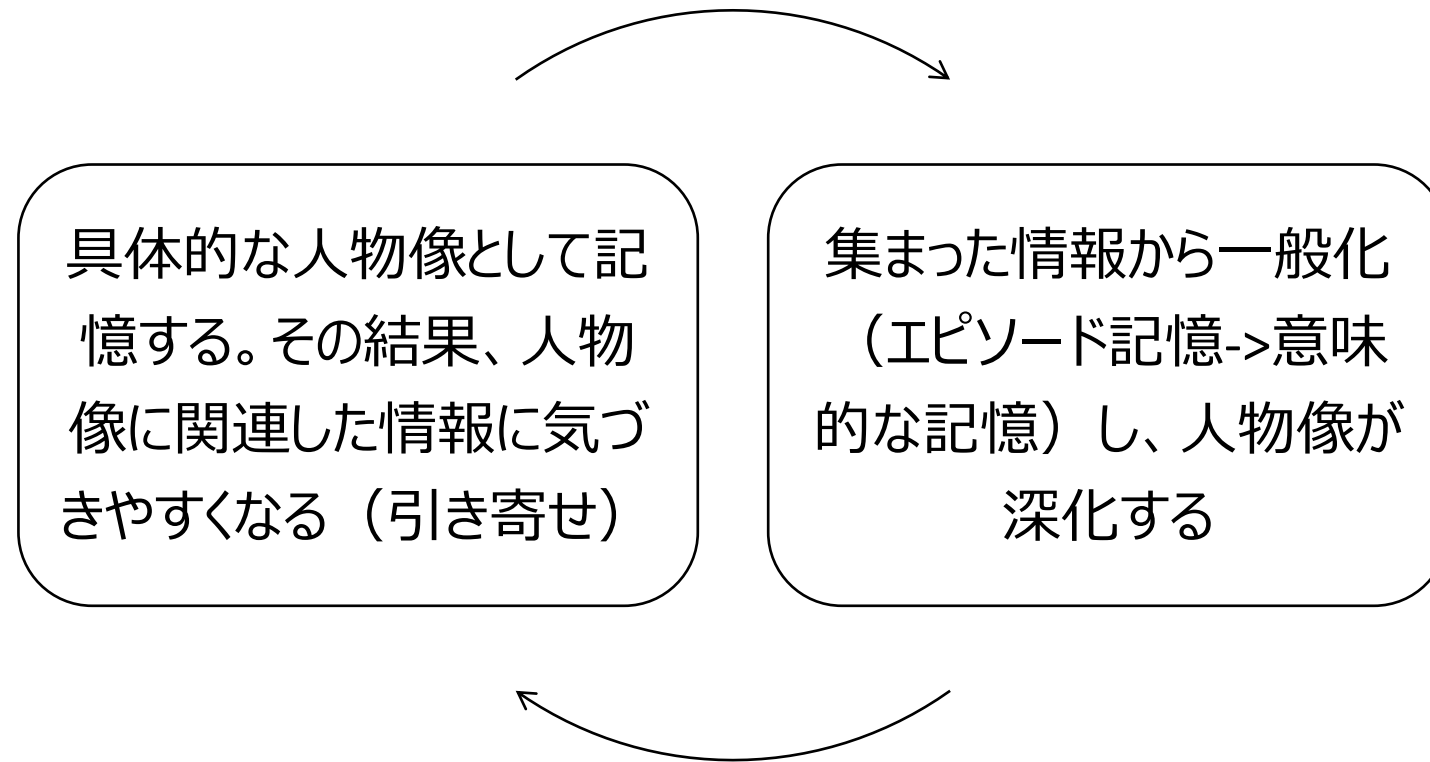 具体的な人物像として記
憶する。その結果、人物
像に関連した情報に気づ
きやすくなる（引き寄せ）
集まった情報から一般化
（エピソード記憶->意味
的な記憶）し、人物像が
深化する